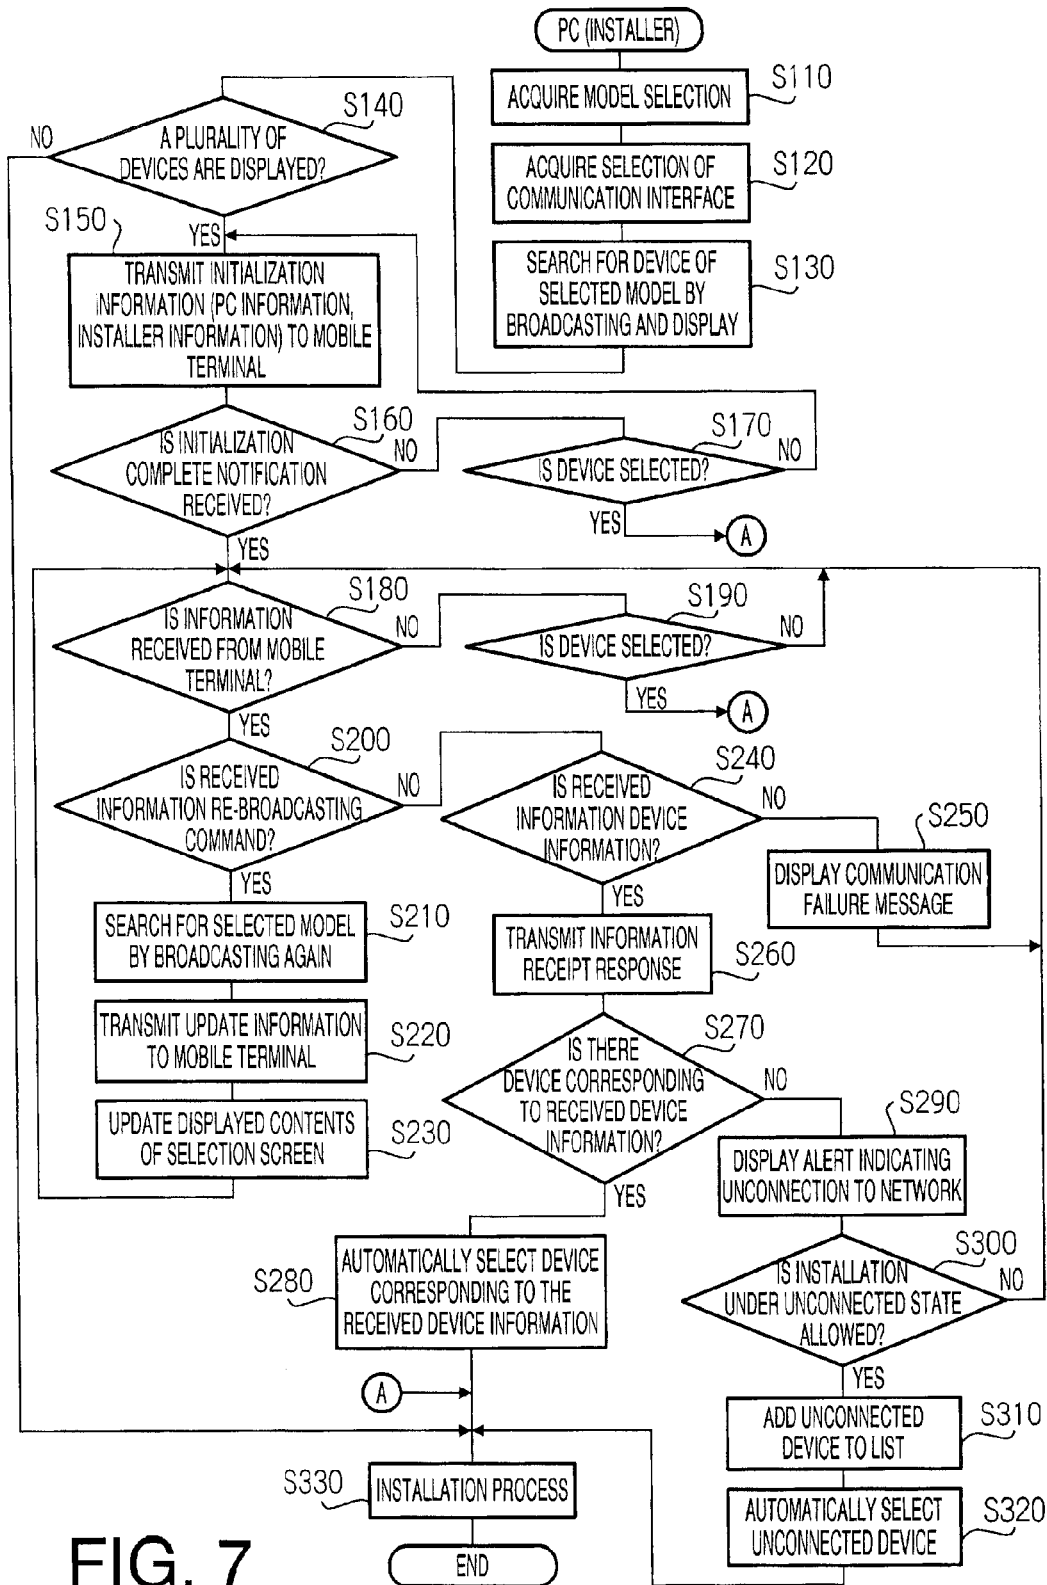 PC (INSTALLER)
ACQUIRE MODEL SELECTION
S110
ACQUIRE SELECTION OF
COMMUNICATION INTERFACE
S120
SEARCH FOR DEVICE OF
SELECTED MODEL BY
BROADCASTING AND DISPLAY
S130
S140
NO
A PLURALITY OF
DEVICES ARE DISPLAYED?
YES
S150
TRANSMIT INITIALIZATION
INFORMATION (PC INFORMATION,
INSTALLER INFORMATION) TO MOBILE
TERMINAL
S160
IS INITIALIZATION
COMPLETE NOTIFICATION
RECEIVED?
NO
YES
S170
IS DEVICE SELECTED?
NO
YES
A
S180
IS INFORMATION
RECEIVED FROM MOBILE
TERMINAL?
NO
YES
S190
IS DEVICE SELECTED?
NO
YES
A
S200
IS RECEIVED
INFORMATION RE-BROADCASTING
COMMAND?
NO
YES
S210
SEARCH FOR SELECTED MODEL
BY BROADCASTING AGAIN
TRANSMIT UPDATE INFORMATION
TO MOBILE TERMINAL
S220
UPDATE DISPLAYED CONTENTS
OF SELECTION SCREEN
S230
S240
IS RECEIVED
INFORMATION DEVICE
INFORMATION?
NO
YES
S250
DISPLAY COMMUNICATION
FAILURE MESSAGE
TRANSMIT INFORMATION
RECEIPT RESPONSE
S260
S270
IS THERE
DEVICE CORRESPONDING
TO RECEIVED DEVICE
INFORMATION?
NO
YES
S280
AUTOMATICALLY SELECT DEVICE
CORRESPONDING TO THE
RECEIVED DEVICE INFORMATION
S290
DISPLAY ALERT INDICATING
UNCONNECTION TO NETWORK
S300
IS INSTALLATION
UNDER UNCONNECTED STATE
ALLOWED?
NO
YES
A
ADD UNCONNECTED
DEVICE TO LIST
S310
AUTOMATICALLY SELECT
UNCONNECTED DEVICE
S320
S330
INSTALLATION PROCESS
END
FIG. 7